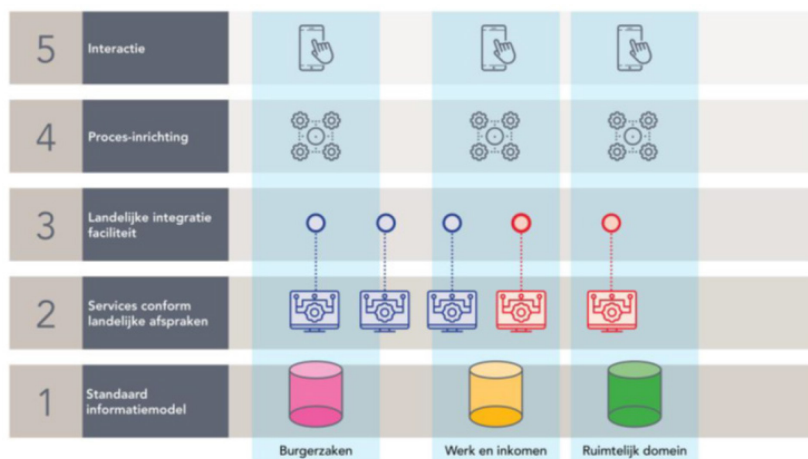 5
Interactie
4
Proces-inrichting
3
Landelijke integratie
faciliteit
2
Services conform
landelijke afspraken
1
Standaard
informatiemodel
Burgerzaken
Werk en inkomen
Ruimtelijk domein